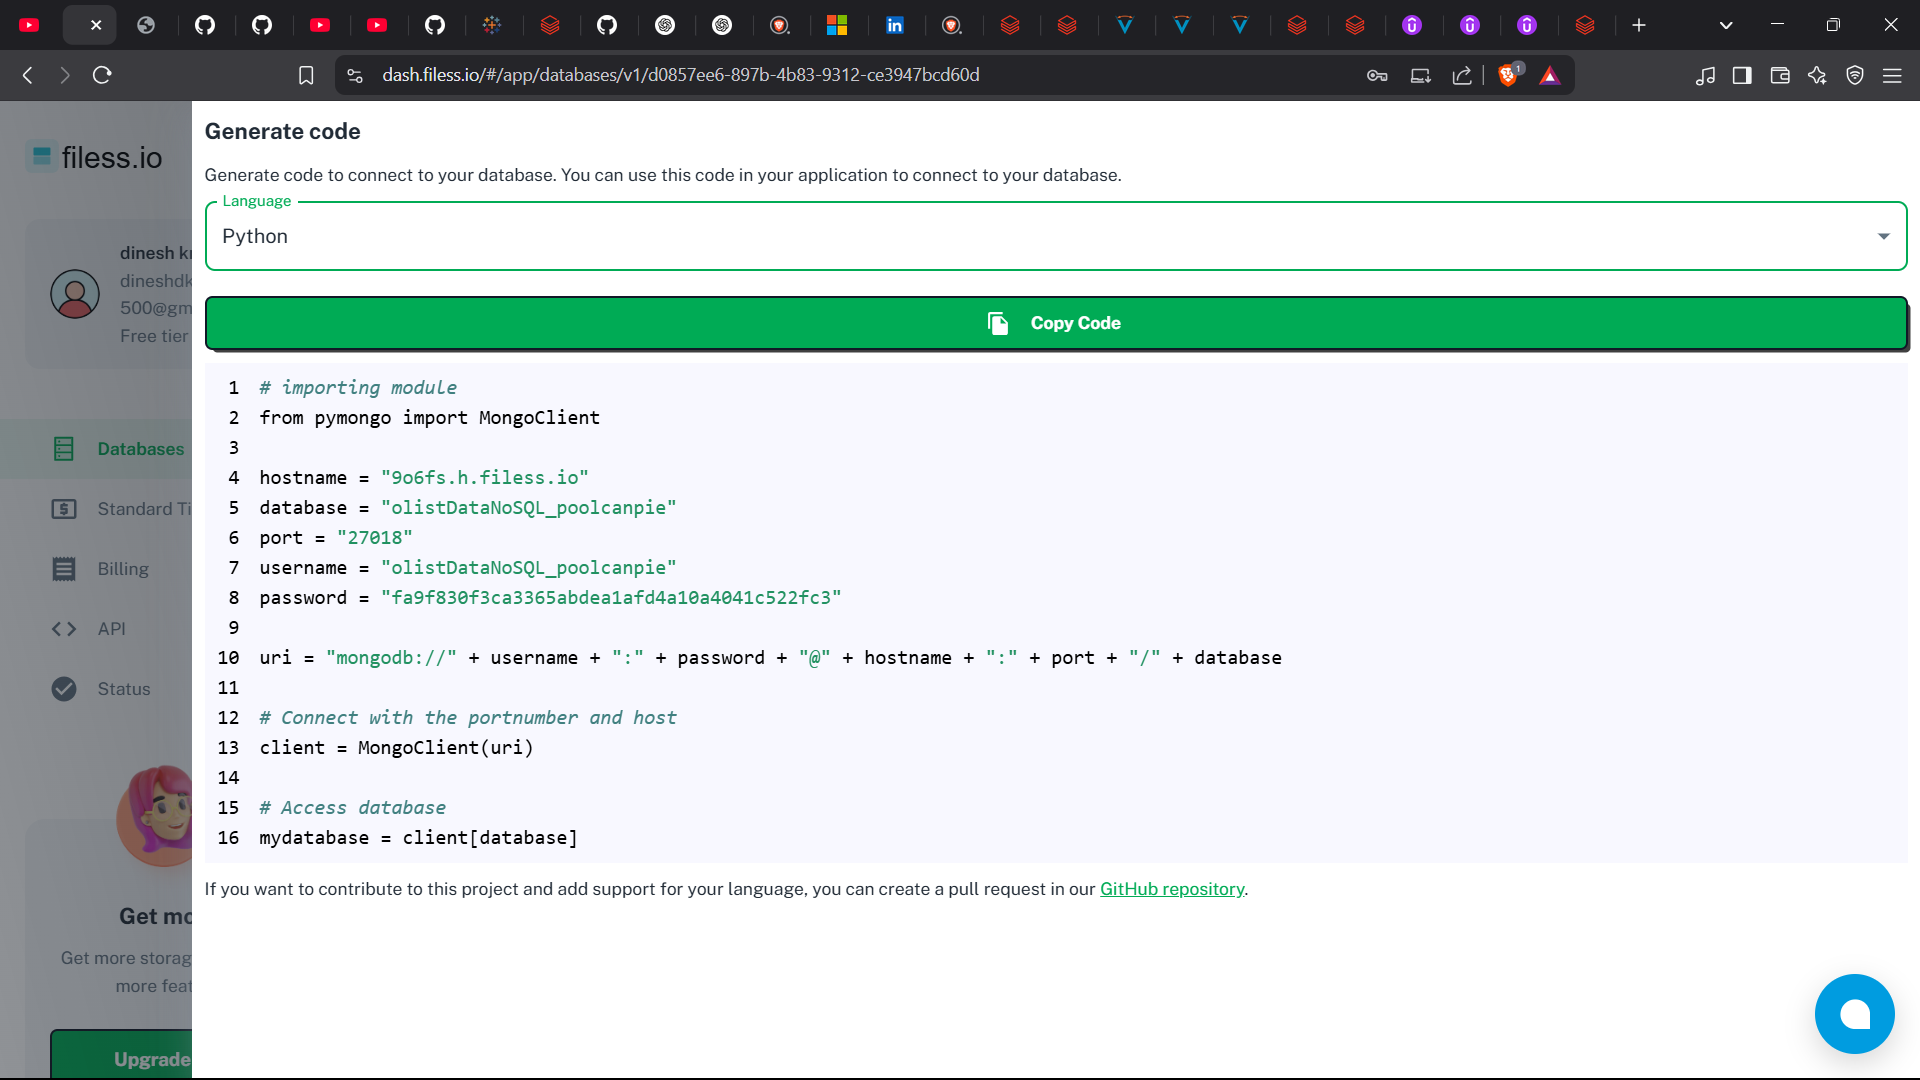 dash.filess.io/#/app/databases/v1/d0857ee6-897b-4b83-9312-ce3947bcd60d
1
filess.io
dinesh
dineshdk
500@gm
Free tier
Databases
Standard Ti
Billing
API
Status
Get mo
Get more storag
more feat
Upgrade
Generate code
Generate code to connect to your database. You can use this code in your application to connect to your database.
Language
Python
Copy Code
1 # importing module
2 from pymongo import MongoClient
3
4 hostname = "9o6fs.h.filess.io"
5 database = "olistDataNoSQL_poolcanpie"
6 port = "27018"
7 username = "olistDataNoSQL_poolcanpie"
8 password = "fa9f830f3ca3365abdea1afd4a10a4041c522fc3"
9
10 uri = "mongodb://" + username + ":" + password + "@" + hostname + ":" + port + "/" + database
11
12 # Connect with the portnumber and host
13 client = MongoClient(uri)
14
15 # Access database
16 mydatabase = client[database]
If you want to contribute to this project and add support for your language, you can create a pull request in our GitHub repository.